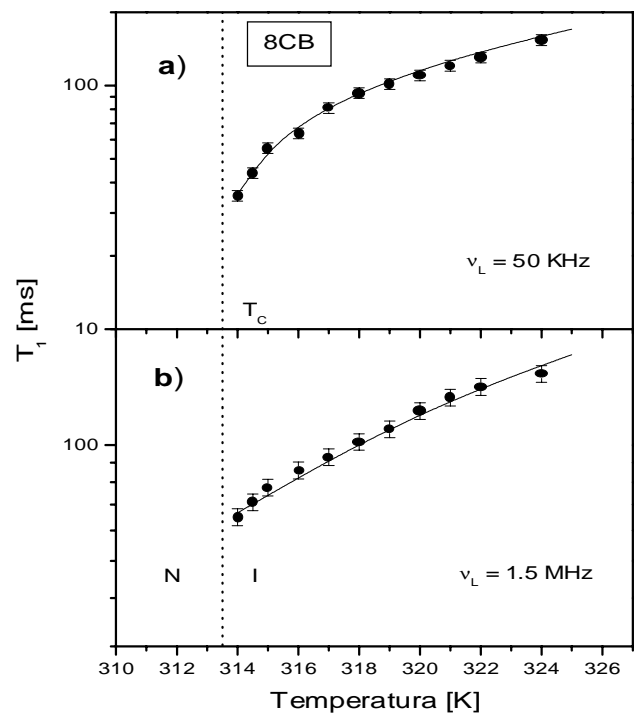 8CB
a)
100
ν_L = 50 KHz
T_C
10
T_1 [ms]
b)
100
N I
ν_L = 1.5 MHz
310 312 314 316 318 320 322 324 326
Temperatura [K]